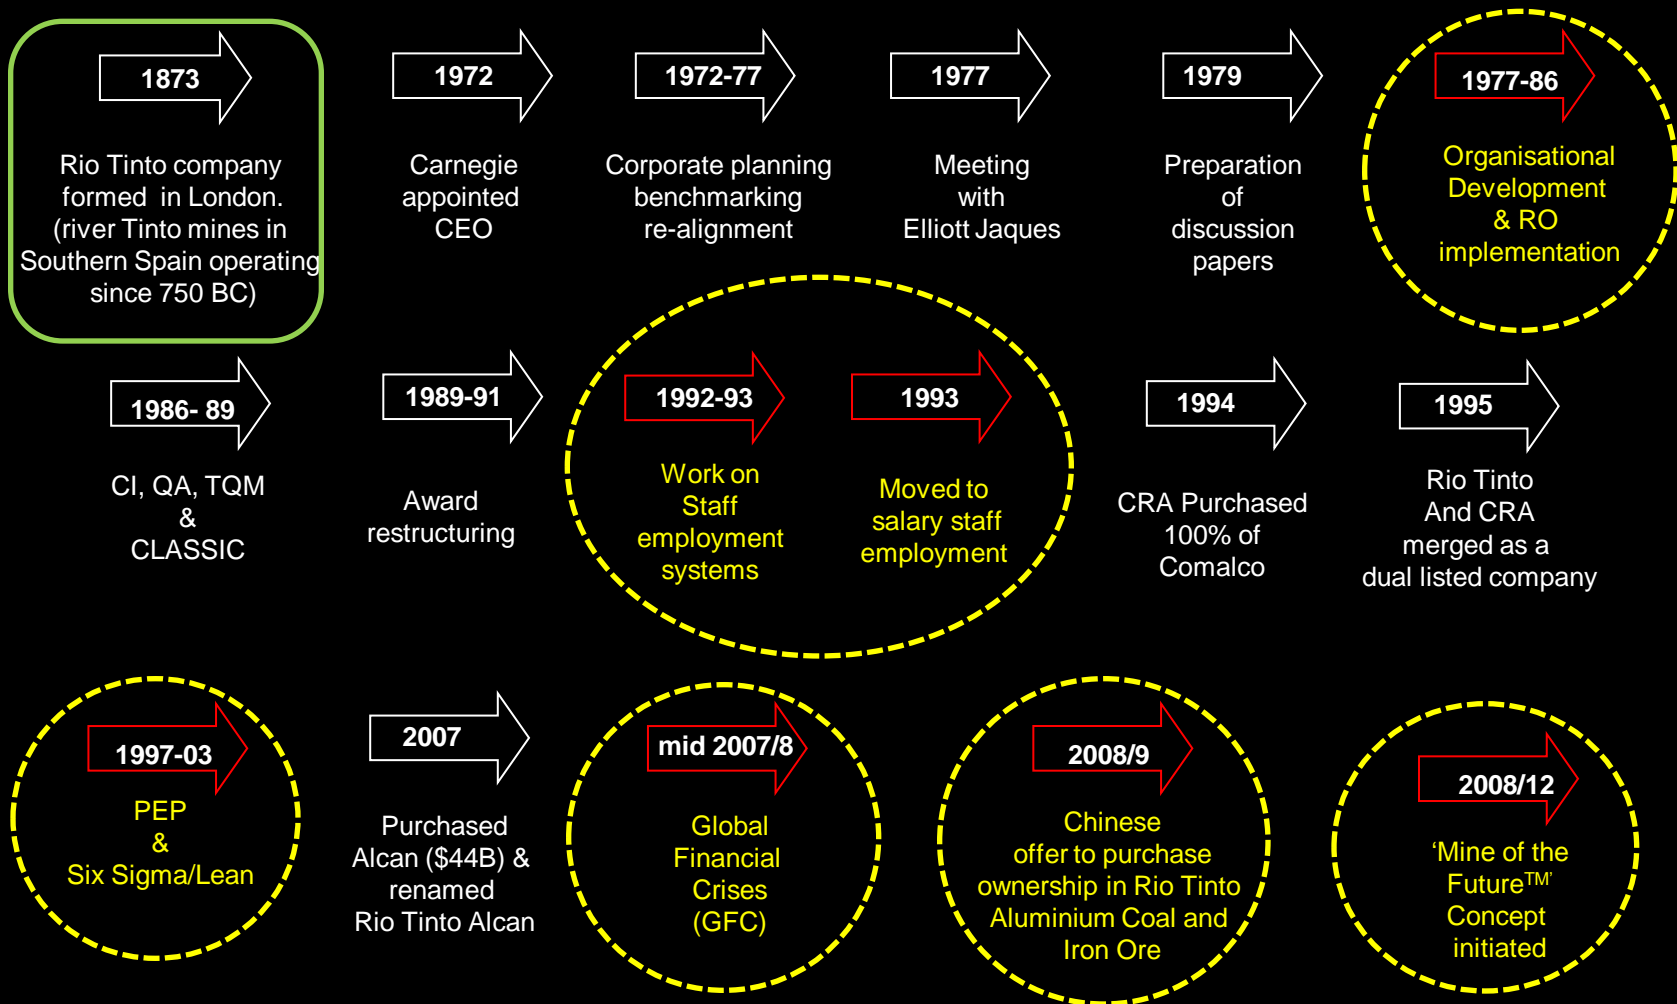 1873
Rio Tinto company
formed in London.
(river Tinto mines in
Southern Spain operating
since 750 BC)
1972
Carnegie
appointed
CEO
1972-77
Corporate planning
benchmarking
re-alignment
1977
Meeting
with
Elliott Jaques
1979
Preparation
of
discussion
papers
1977-86
Organisational
Development
& RO
implementation
1986- 89
CI, QA, TQM
&
CLASSIC
1989-91
Award
restructuring
1992-93
Work on
Staff
employment
systems
1993
Moved to
salary staff
employment
1994
CRA Purchased
100% of
Comalco
1995
Rio Tinto
And CRA
merged as a
dual listed company
1997-03
PEP
&
Six Sigma/Lean
2007
Purchased
Alcan ($44B) &
renamed
Rio Tinto Alcan
mid 2007/8
Global
Financial
Crises
(GFC)
2008/9
Chinese
offer to purchase
ownership in Rio Tinto
Aluminium Coal and
Iron Ore
2008/12
‘Mine of the
Future™’
Concept
initiated